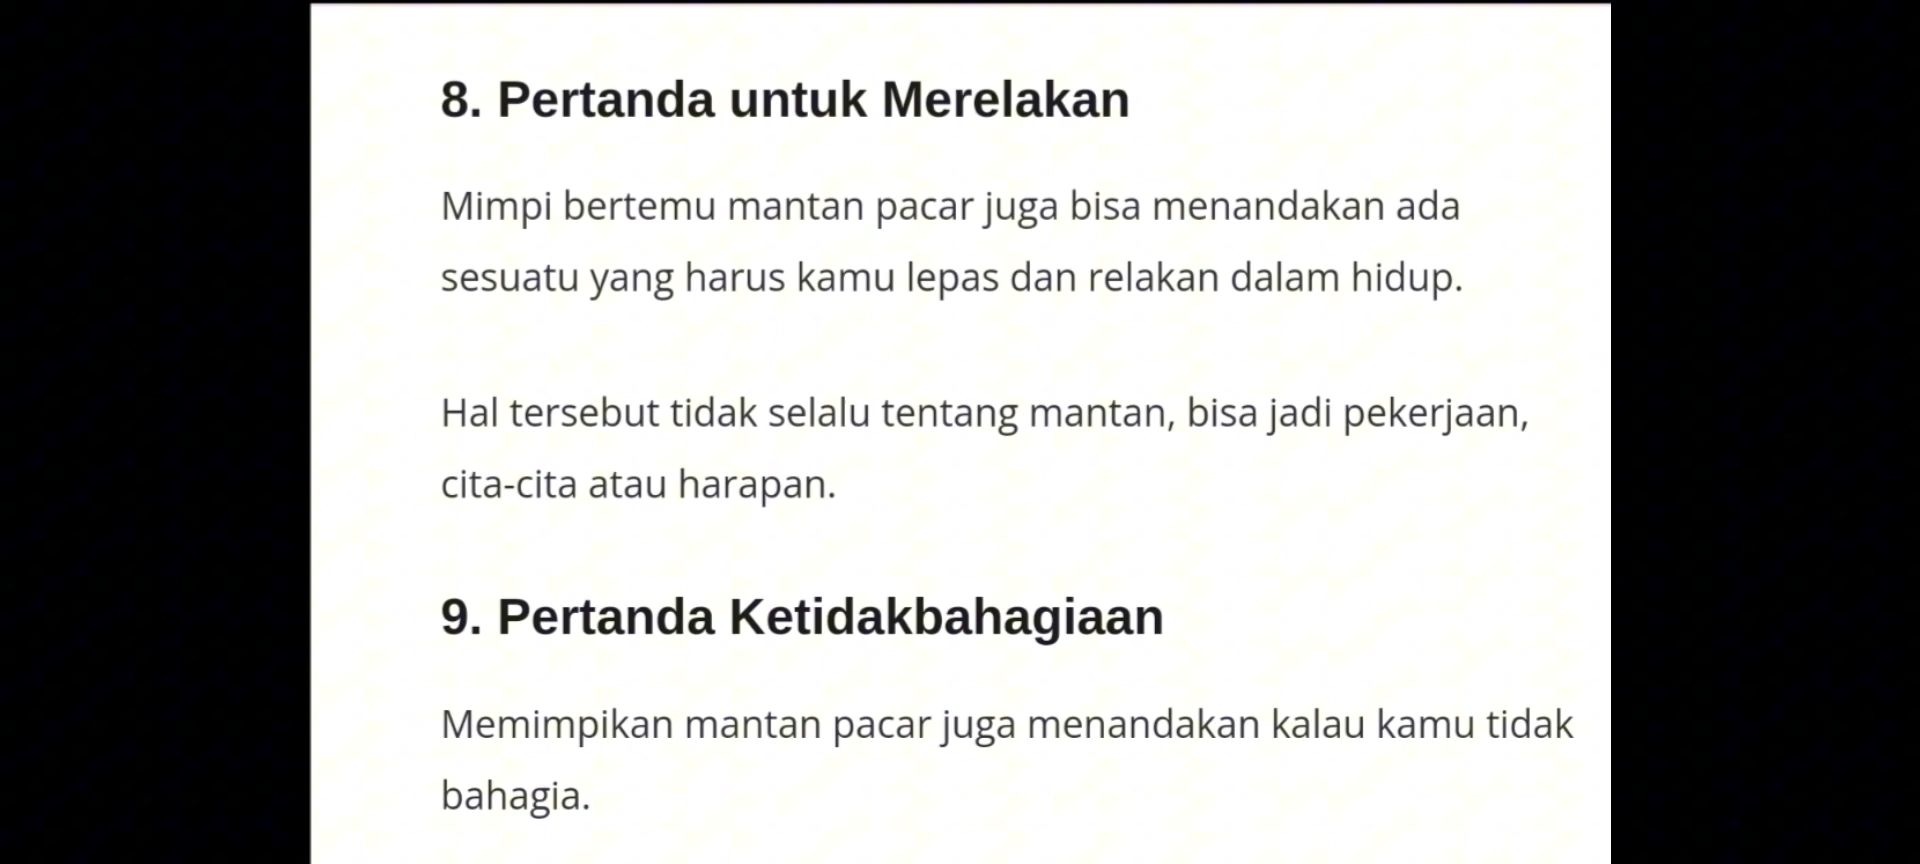 8. Pertanda untuk Merelakan
Mimpi bertemu mantan pacar juga bisa menandakan ada
sesuatu yang harus kamu lepas dan relakan dalam hidup.
Hal tersebut tidak selalu tentang mantan, bisa jadi pekerjaan,
cita-cita atau harapan.
9. Pertanda Ketidakbahagiaan
Memimpikan mantan pacar juga menandakan kalau kamu tidak
bahagia.